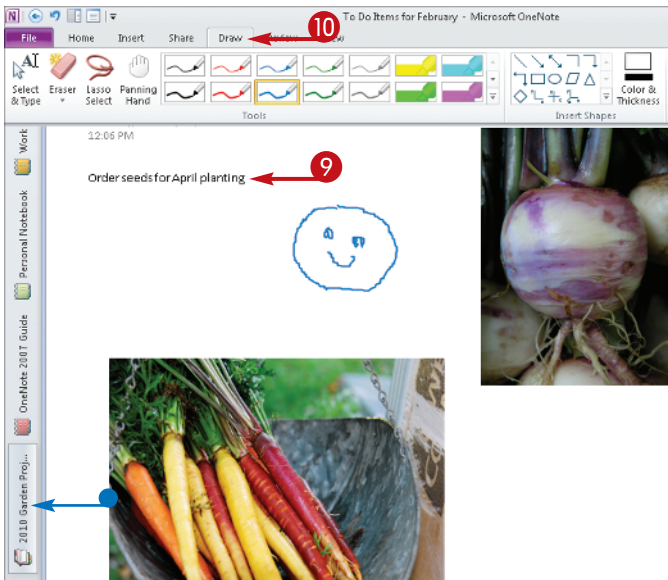 To Do Items for February - Microsoft OneNote
File Home Insert Share Draw
10
Select & Type
Eraser
Lasso Select
Panning Hand
Color & Thickness
Tools
Insert Shapes
12:06 PM
Order seeds for April planting
9
Work
Personal Notebook
OneNote 2007 Guide
2010 Garden Proj...